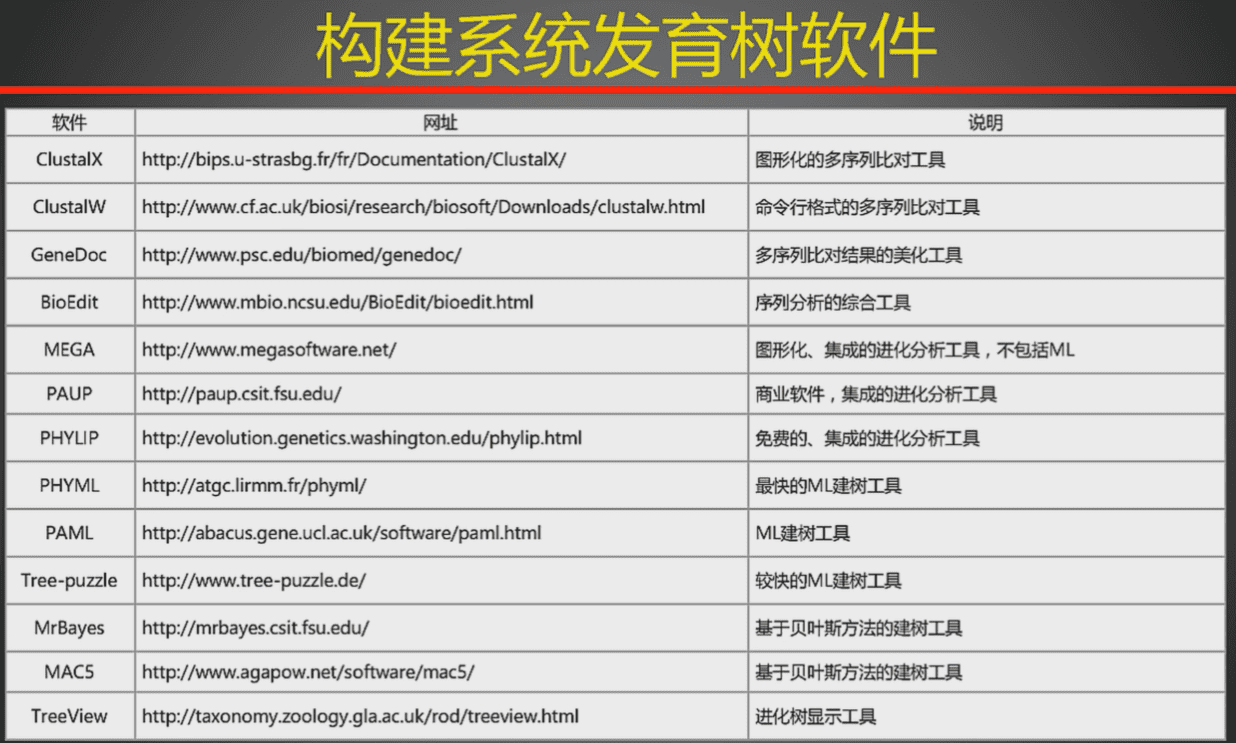 构建系统发育树软件
软件 网址 说明
ClustalX http://bips.u-strasbg.fr/fr/Documentation/ClustalX/ 图形化的多序列比对工具
ClustalW http://www.cf.ac.uk/biosi/research/biosoft/Downloads/clustalw.html 命令行格式的多序列比对工具
GeneDoc http://www.psc.edu/biomed/genedoc/ 多序列比对结果的美化工具
BioEdit http://www.mbio.ncsu.edu/BioEdit/bioedit.html 序列分析的综合工具
MEGA http://www.megasoftware.net/ 图形化、集成的进化分析工具，不包括ML
PAUP http://paup.csit.fsu.edu/ 商业软件，集成的进化分析工具
PHYLIP http://evolution.genetics.washington.edu/phylip.html 免费的、集成的进化分析工具
PHYML http://atgc.lirmm.fr/phyml/ 最快的ML建树工具
PAML http://abacus.gene.ucl.ac.uk/software/paml.html ML建树工具
Tree-puzzle http://www.tree-puzzle.de/ 较快的ML建树工具
MrBayes http://mrbayes.csit.fsu.edu/ 基于贝叶斯方法的建树工具
MAC5 http://www.agapow.net/software/mac5/ 基于贝叶斯方法的建树工具
TreeView http://taxonomy.zoology.gla.ac.uk/rod/treeview.html 进化树显示工具